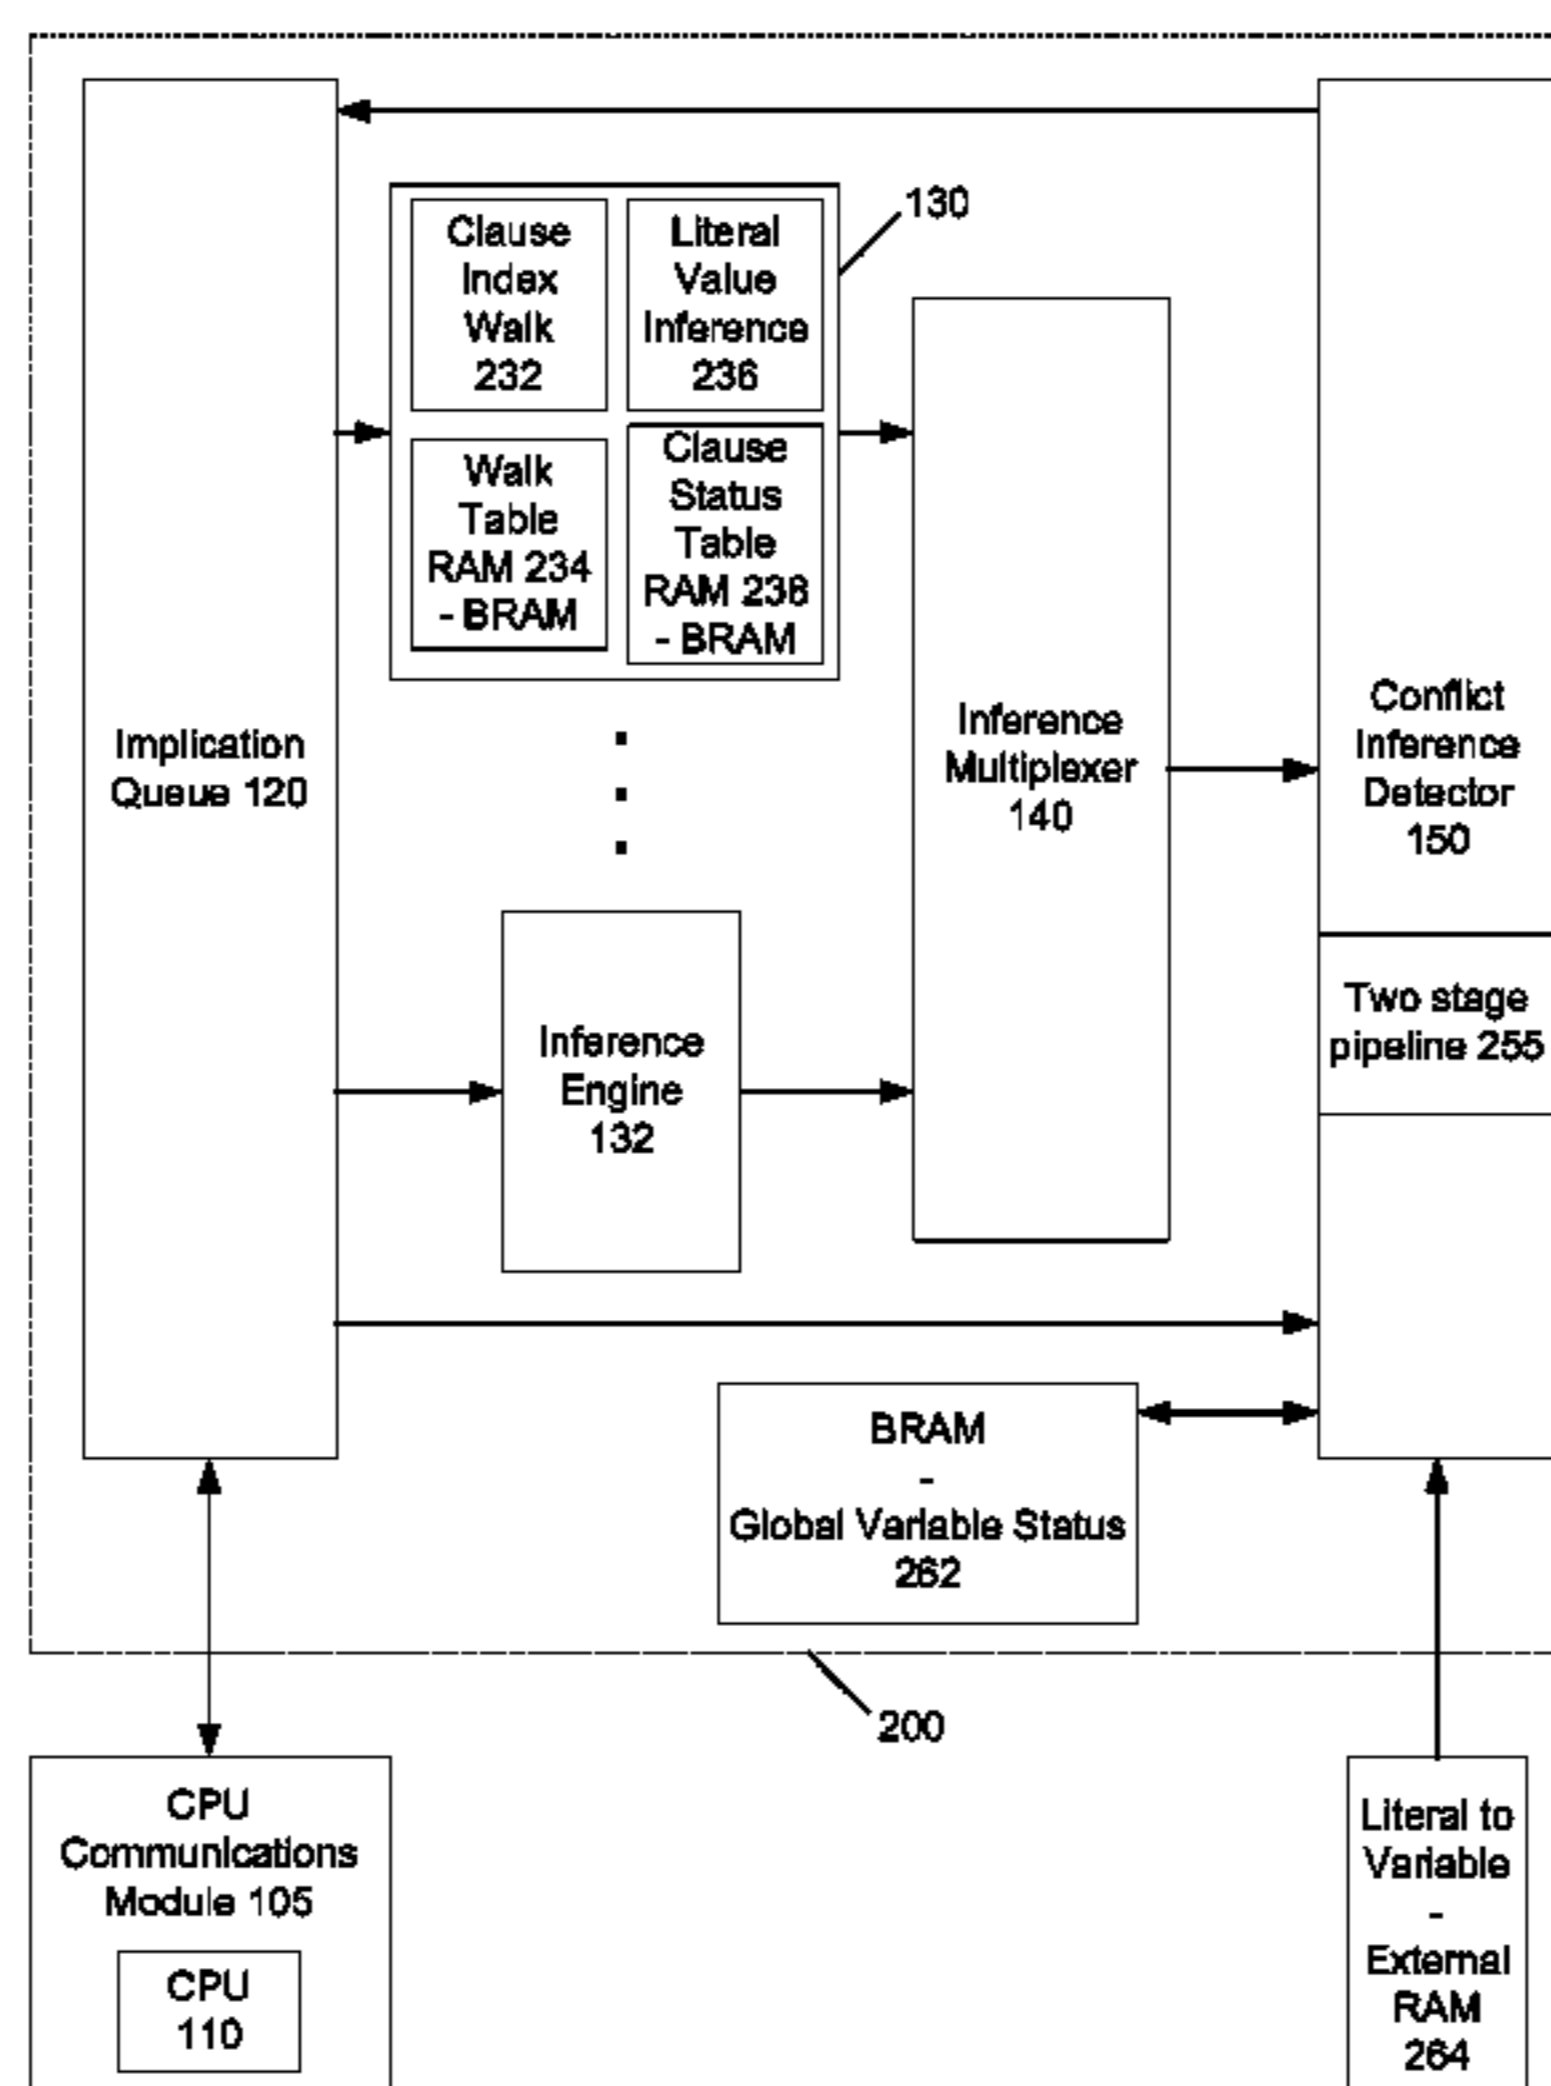 130
Clause
Index
Walk
232
Literal
Value
Inference
236
Walk
Table
RAM 234
- BRAM
Clause
Status
Table
RAM 238
- BRAM
Implication
Queue 120
Inference
Multiplexer
140
Conflict
Inference
Detector
150
Two stage
pipeline 255
Inference
Engine
132
BRAM
-
Global Variable Status
262
200
CPU
Communications
Module 105
CPU
110
Literal to
Variable
-
External
RAM
264